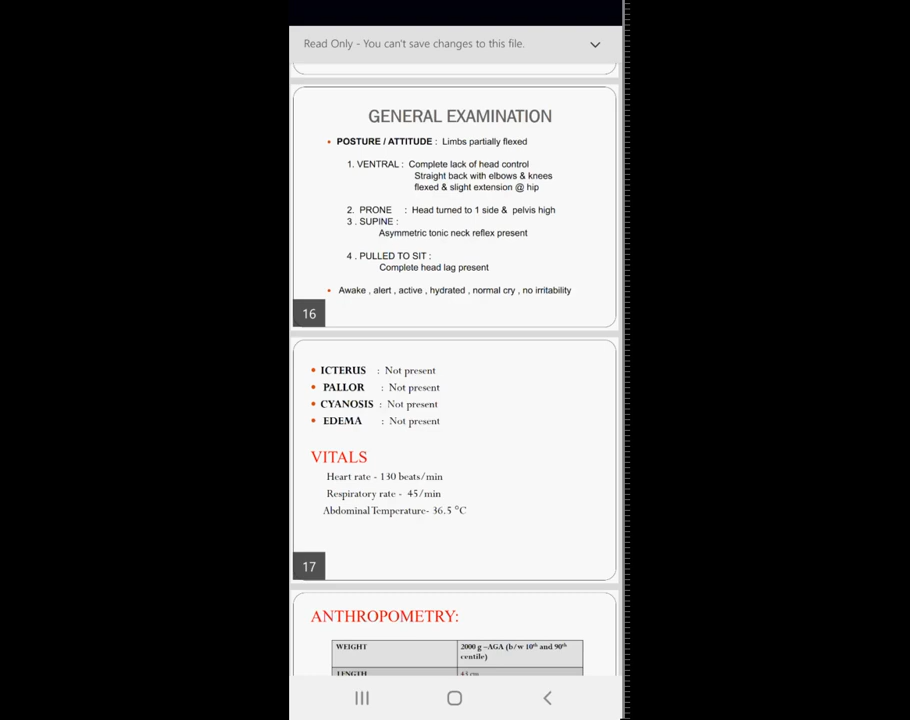 Read Only - You can't save changes to this file.
GENERAL EXAMINATION
• POSTURE / ATTITUDE : Limbs partially flexed
1. VENTRAL : Complete lack of head control
Straight back with elbows & knees
flexed & slight extension @ hip
2. PRONE : Head turned to 1 side & pelvis high
3 . SUPINE :
Asymmetric tonic neck reflex present
4 . PULLED TO SIT :
Complete head lag present
• Awake , alert , active , hydrated , normal cry , no irritability
16
• ICTERUS : Not present
• PALLOR : Not present
• CYANOSIS : Not present
• EDEMA : Not present
VITALS
Heart rate - 130 beats/min
Respiratory rate - 45/min
Abdominal Temperature- 36.5 °C
17
ANTHROPOMETRY:
WEIGHT 2000 g –AGA (b/w 10th and 90th
centile)
LENGTH